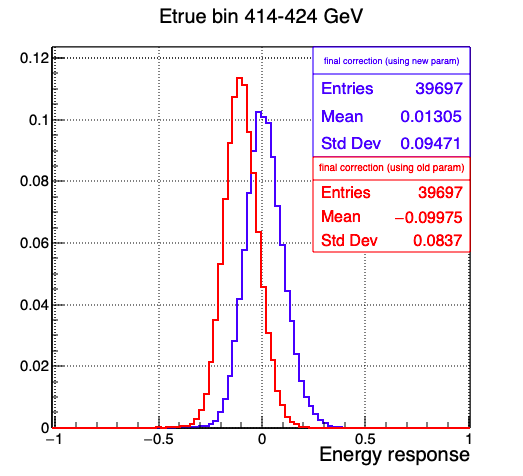 Etrue bin 414-424 GeV
final correction (using new param)
Entries 39697
Mean 0.01305
Std Dev 0.09471
final correction (using old param)
Entries 39697
Mean −0.09975
Std Dev 0.0837
0.12
0.1
0.08
0.06
0.04
0.02
0
−1 −0.5 0 0.5 1
Energy response